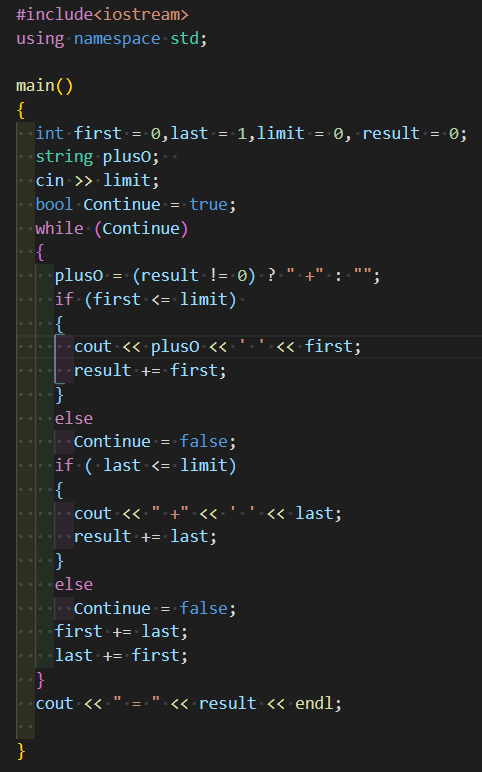 #include<iostream>
using namespace std;

main()
{
  int first = 0,last = 1,limit = 0, result = 0;
  string plusO;
  cin >> limit;
  bool Continue = true;
  while (Continue)
  {
    plusO = (result != 0) ? " +" : "";
    if (first <= limit)
    {
      cout << plusO << ' ' << first;
      result += first;
    }
    else
      Continue = false;
    if ( last <= limit)
    {
      cout << " +" << ' ' << last;
      result += last;
    }
    else
      Continue = false;
    first += last;
    last += first;
  }
  cout << " = " << result << endl;

}